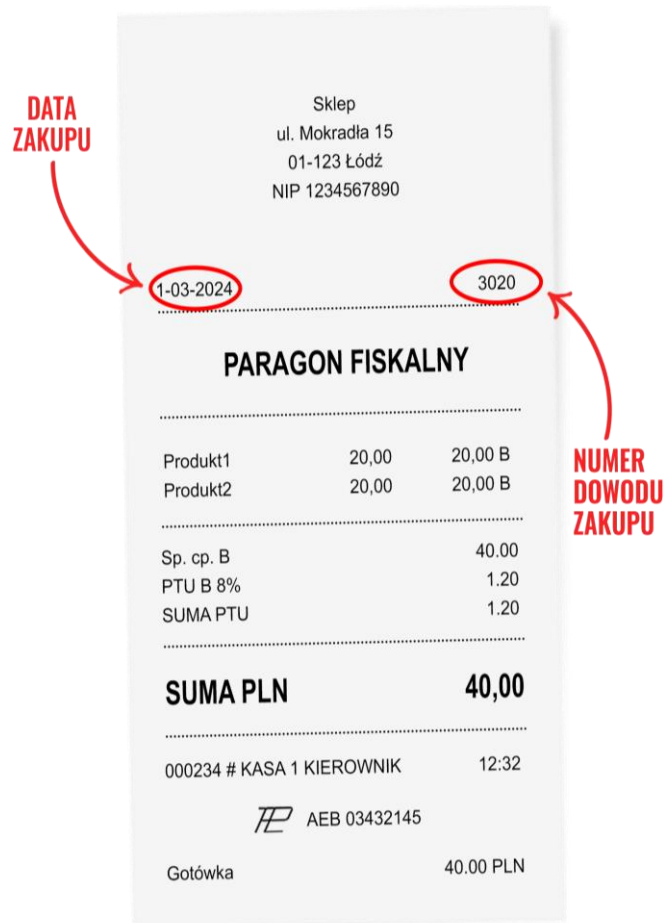 DATA
ZAKUPU
Sklep
ul. Mokradła 15
01-123 Łódź
NIP 1234567890
1-03-2024 3020
PARAGON FISKALNY
Produkt1 20,00 20,00 B
Produkt2 20,00 20,00 B
NUMER
DOWODU
ZAKUPU
Sp. cp. B 40.00
PTU B 8% 1.20
SUMA PTU 1.20
SUMA PLN 40,00
000234 # KASA 1 KIEROWNIK 12:32
AEB 03432145
Gotówka 40.00 PLN